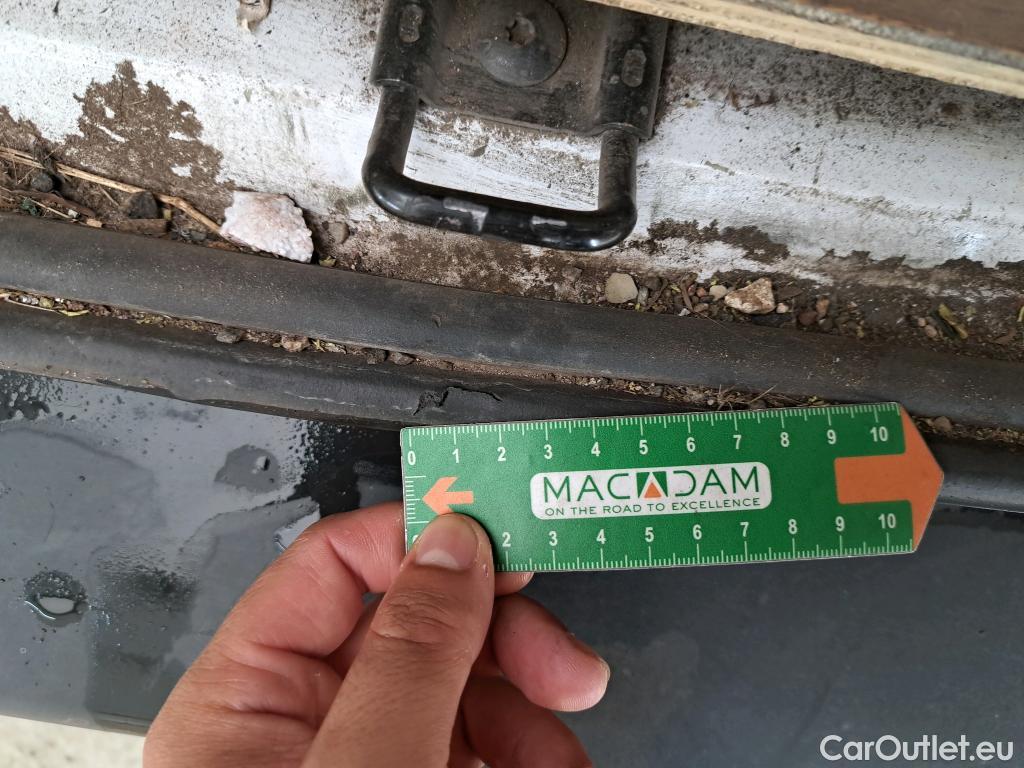 0 1 2 3 4 5 6 7 8 9 10
MACADAM
ON THE ROAD TO EXCELLENCE
2 3 4 5 6 7 8 9 10
CarOutlet.eu